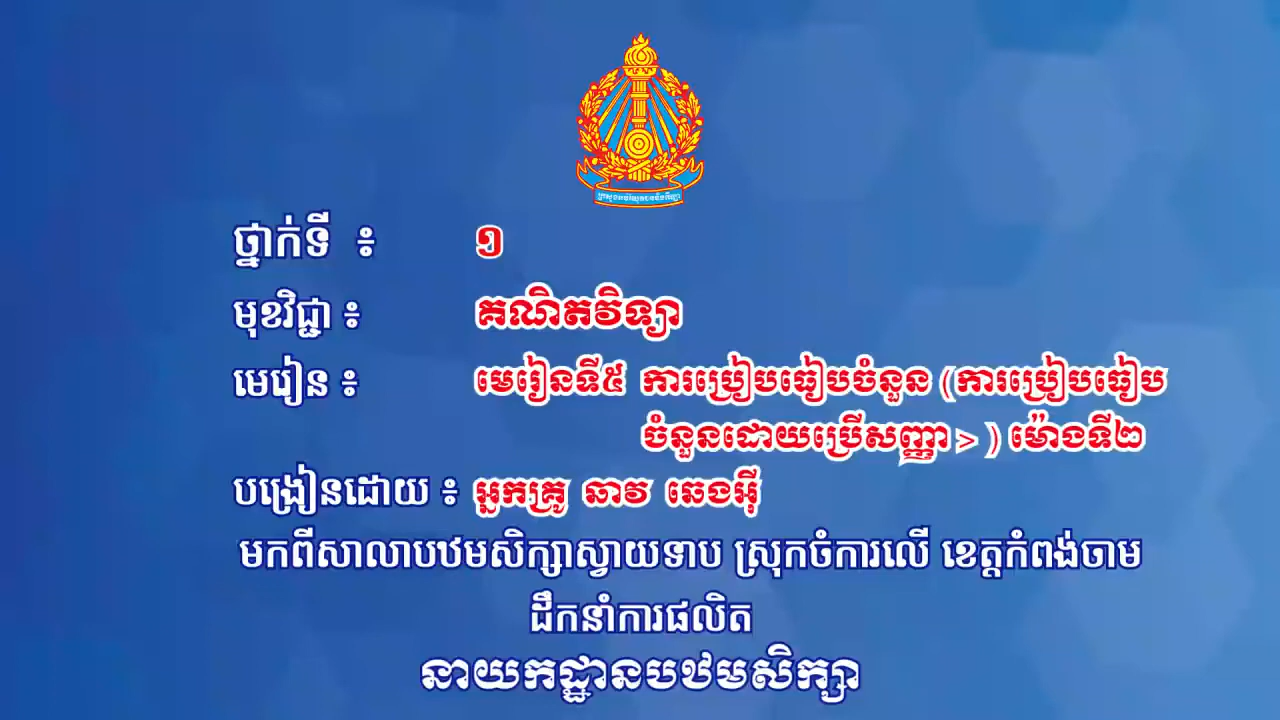 ថ្នាក់ទី ៖ ១
មុខវិជ្ជា ៖ គណិតវិទ្យា
មេរៀន ៖ មេរៀនទី៥ ការប្រៀបធៀបចំនួន (ការប្រៀបធៀប
ចំនួនដោយប្រើសញ្ញា > ) ម៉ោងទី២
បង្រៀនដោយ ៖ អ្នកគ្រូ ឆាវ ឆេងអ៊ី
មកពីសាលាបឋមសិក្សាស្វាយទាប ស្រុកចំការលើ ខេត្តកំពង់ចាម
ដឹកនាំការផលិត
នាយកដ្ឋានបឋមសិក្សា